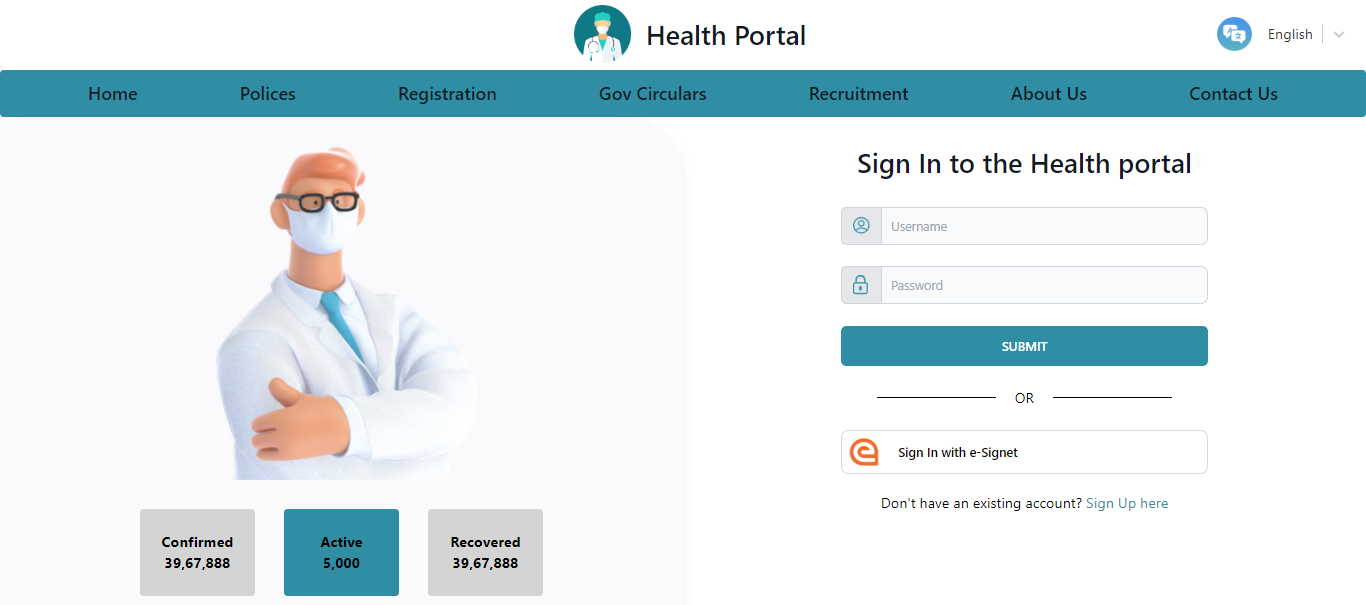 Health Portal
English
Home Polices Registration Gov Circulars Recruitment About Us Contact Us
Sign In to the Health portal
Username
Password
SUBMIT
OR
Sign In with e-Signet
Don't have an existing account? Sign Up here
Confirmed
39,67,888
Active
5,000
Recovered
39,67,888